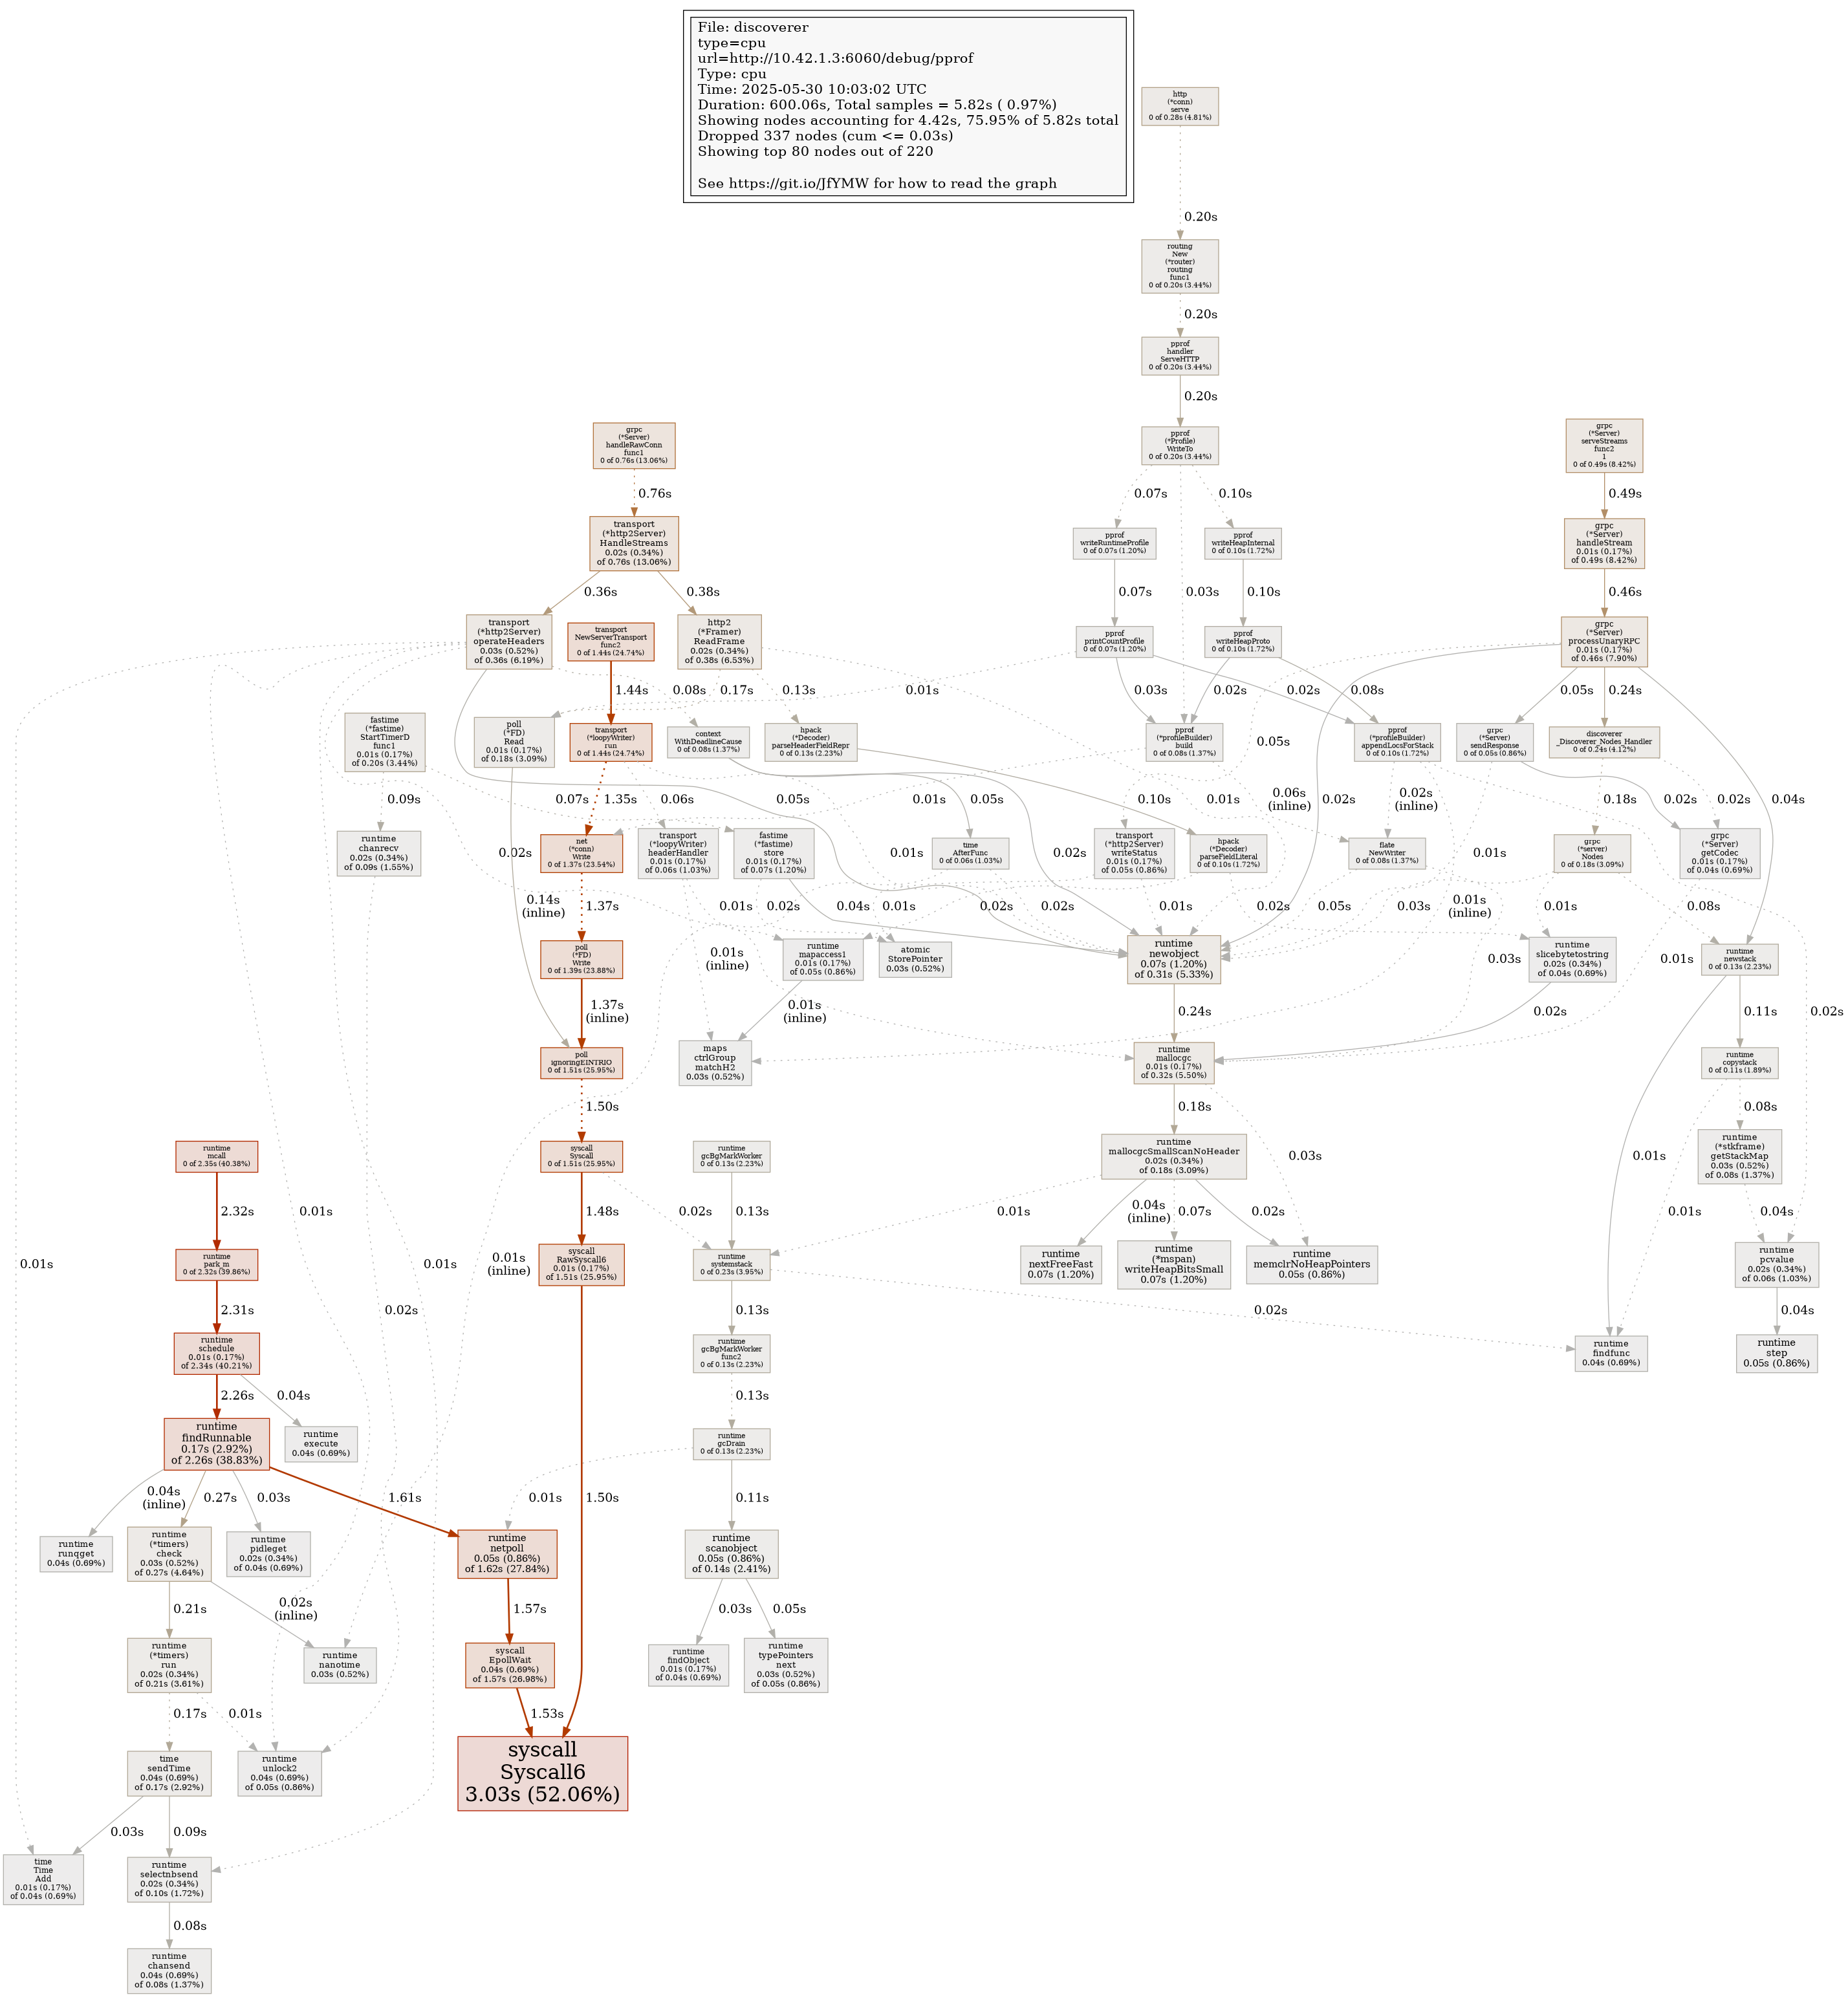 File: discoverer
type=cpu
url=http://10.42.1.3:6060/debug/pprof
Type: cpu
Time: 2025-05-30 10:03:02 UTC
Duration: 600.06s, Total samples = 5.82s ( 0.97%)
Showing nodes accounting for 4.42s, 75.95% of 5.82s total
Dropped 337 nodes (cum <= 0.03s)
Showing top 80 nodes out of 220
See https://git.io/JfYMW for how to read the graph
http
(*conn)
serve
0 of 0.28s (4.81%)
0.20s
routing
New
(*router)
routing
func1
0 of 0.20s (3.44%)
0.20s
pprof
handler
ServeHTTP
0 of 0.20s (3.44%)
0.20s
pprof
(*Profile)
WriteTo
0 of 0.20s (3.44%)
0.07s
0.03s
0.10s
grpc
(*Server)
handleRawConn
func1
0 of 0.76s (13.06%)
0.76s
transport
(*http2Server)
HandleStreams
0.02s (0.34%)
of 0.76s (13.06%)
0.36s
0.38s
grpc
(*Server)
serveStreams
func2
1
0 of 0.49s (8.42%)
0.49s
grpc
(*Server)
handleStream
0.01s (0.17%)
of 0.49s (8.42%)
0.46s
pprof
writeRuntimeProfile
0 of 0.07s (1.20%)
0.07s
pprof
writeHeapInternal
0 of 0.10s (1.72%)
0.10s
transport
(*http2Server)
operateHeaders
0.03s (0.52%)
of 0.36s (6.19%)
transport
NewServerTransport
func2
0 of 1.44s (24.74%)
1.44s
http2
(*Framer)
ReadFrame
0.02s (0.34%)
of 0.38s (6.53%)
pprof
printCountProfile
0 of 0.07s (1.20%)
pprof
writeHeapProto
0 of 0.10s (1.72%)
grpc
(*Server)
processUnaryRPC
0.01s (0.17%)
of 0.46s (7.90%)
0.08s
0.17s
0.13s
0.01s
0.03s
0.02s
0.02s
0.08s
0.05s
0.05s
0.24s
0.02s
0.04s
fastime
(*fastime)
StartTimerD
func1
0.01s (0.17%)
of 0.20s (3.44%)
0.09s
0.07s
poll
(*FD)
Read
0.01s (0.17%)
of 0.18s (3.09%)
transport
(*loopyWriter)
run
0 of 1.44s (24.74%)
1.35s
0.06s
context
WithDeadlineCause
0 of 0.08s (1.37%)
0.05s
0.02s
hpack
(*Decoder)
parseHeaderFieldRepr
0 of 0.13s (2.23%)
0.10s
pprof
(*profileBuilder)
build
0 of 0.08s (1.37%)
0.01s
0.06s
(inline)
0.01s
pprof
(*profileBuilder)
appendLocsForStack
0 of 0.10s (1.72%)
0.02s
(inline)
grpc
(*Server)
sendResponse
0 of 0.05s (0.86%)
0.02s
0.01s
discoverer
_Discoverer_Nodes_Handler
0 of 0.24s (4.12%)
0.18s
0.02s
runtime
chanrecv
0.02s (0.34%)
of 0.09s (1.55%)
0.02s
0.05s
0.01s
net
(*conn)
Write
0 of 1.37s (23.54%)
1.37s
transport
(*loopyWriter)
headerHandler
0.01s (0.17%)
of 0.06s (1.03%)
0.01s
fastime
(*fastime)
store
0.01s (0.17%)
of 0.07s (1.20%)
0.02s
0.04s
time
AfterFunc
0 of 0.06s (1.03%)
0.01s
0.02s
transport
(*http2Server)
writeStatus
0.01s (0.17%)
of 0.05s (0.86%)
0.02s
0.01s
hpack
(*Decoder)
parseFieldLiteral
0 of 0.10s (1.72%)
0.02s
flate
NewWriter
0 of 0.08s (1.37%)
0.05s
0.03s
0.01s
(inline)
0.03s
grpc
(*server)
Nodes
0 of 0.18s (3.09%)
0.01s
0.08s
grpc
(*Server)
getCodec
0.01s (0.17%)
of 0.04s (0.69%)
0.01s
0.02s
0.14s
(inline)
poll
(*FD)
Write
0 of 1.39s (23.88%)
1.37s
(inline)
0.01s
(inline)
runtime
mapaccess1
0.01s (0.17%)
of 0.05s (0.86%)
0.01s
(inline)
atomic
StorePointer
0.03s (0.52%)
runtime
newobject
0.07s (1.20%)
of 0.31s (5.33%)
0.24s
runtime
slicebytetostring
0.02s (0.34%)
of 0.04s (0.69%)
0.02s
runtime
newstack
0 of 0.13s (2.23%)
0.11s
0.01s
poll
ignoringEINTRIO
0 of 1.51s (25.95%)
1.50s
maps
ctrlGroup
matchH2
0.03s (0.52%)
runtime
mallocgc
0.01s (0.17%)
of 0.32s (5.50%)
0.18s
0.03s
runtime
copystack
0 of 0.11s (1.89%)
0.08s
0.01s
runtime
mcall
0 of 2.35s (40.38%)
2.32s
syscall
Syscall
0 of 1.51s (25.95%)
1.48s
0.02s
runtime
gcBgMarkWorker
0 of 0.13s (2.23%)
0.13s
runtime
mallocgcSmallScanNoHeader
0.02s (0.34%)
of 0.18s (3.09%)
0.01s
0.04s
(inline)
0.07s
0.02s
runtime
(*stkframe)
getStackMap
0.03s (0.52%)
of 0.08s (1.37%)
0.04s
0.01s
0.01s
0.02s
0.01s
0.01s
(inline)
runtime
park_m
0 of 2.32s (39.86%)
2.31s
syscall
RawSyscall6
0.01s (0.17%)
of 1.51s (25.95%)
1.50s
runtime
systemstack
0 of 0.23s (3.95%)
0.13s
0.02s
runtime
nextFreeFast
0.07s (1.20%)
runtime
(*mspan)
writeHeapBitsSmall
0.07s (1.20%)
runtime
memclrNoHeapPointers
0.05s (0.86%)
runtime
pcvalue
0.02s (0.34%)
of 0.06s (1.03%)
0.04s
runtime
schedule
0.01s (0.17%)
of 2.34s (40.21%)
2.26s
0.04s
runtime
gcBgMarkWorker
func2
0 of 0.13s (2.23%)
0.13s
runtime
findfunc
0.04s (0.69%)
runtime
step
0.05s (0.86%)
runtime
findRunnable
0.17s (2.92%)
of 2.26s (38.83%)
0.04s
(inline)
0.27s
0.03s
1.61s
runtime
execute
0.04s (0.69%)
runtime
gcDrain
0 of 0.13s (2.23%)
0.01s
0.11s
runtime
runqget
0.04s (0.69%)
runtime
(*timers)
check
0.03s (0.52%)
of 0.27s (4.64%)
0.21s
0.02s
(inline)
runtime
pidleget
0.02s (0.34%)
of 0.04s (0.69%)
runtime
netpoll
0.05s (0.86%)
of 1.62s (27.84%)
1.57s
runtime
scanobject
0.05s (0.86%)
of 0.14s (2.41%)
0.03s
0.05s
runtime
(*timers)
run
0.02s (0.34%)
of 0.21s (3.61%)
0.17s
0.01s
runtime
nanotime
0.03s (0.52%)
syscall
EpollWait
0.04s (0.69%)
of 1.57s (26.98%)
1.53s
runtime
findObject
0.01s (0.17%)
of 0.04s (0.69%)
runtime
typePointers
next
0.03s (0.52%)
of 0.05s (0.86%)
time
sendTime
0.04s (0.69%)
of 0.17s (2.92%)
0.03s
0.09s
runtime
unlock2
0.04s (0.69%)
of 0.05s (0.86%)
syscall
Syscall6
3.03s (52.06%)
time
Time
Add
0.01s (0.17%)
of 0.04s (0.69%)
runtime
selectnbsend
0.02s (0.34%)
of 0.10s (1.72%)
0.08s
runtime
chansend
0.04s (0.69%)
of 0.08s (1.37%)